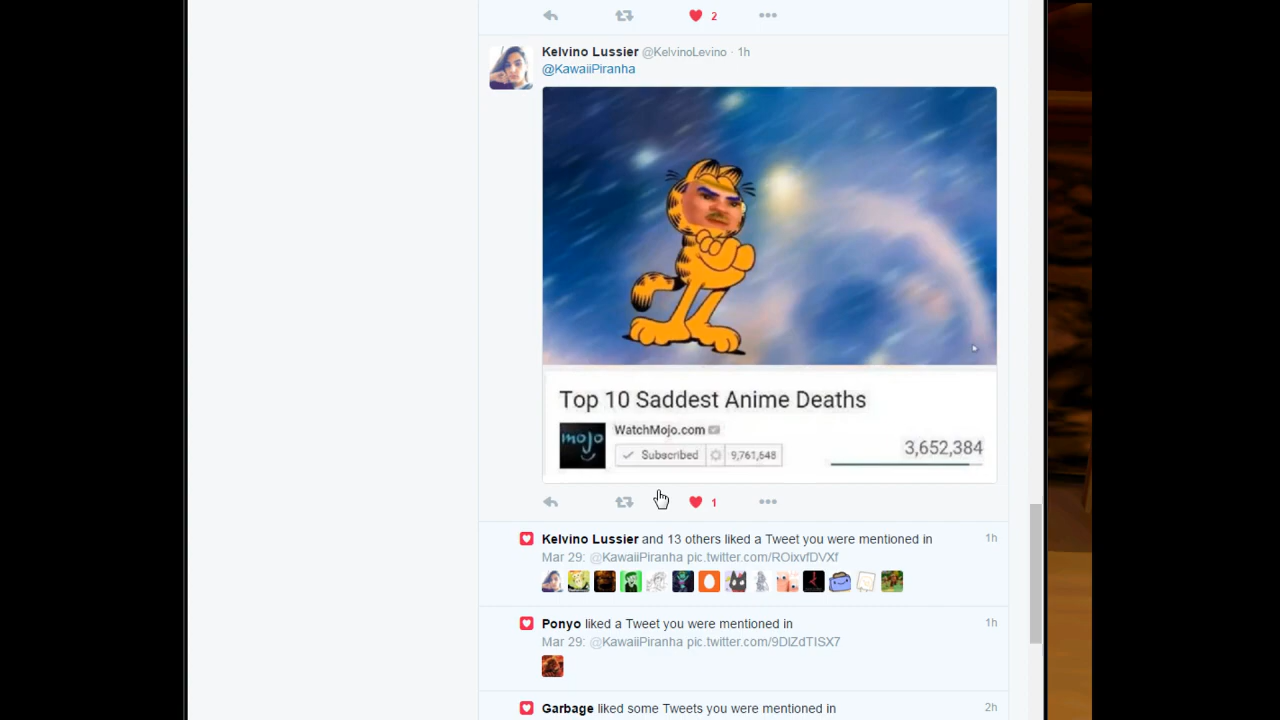 2
Kelvino Lussier @KelvinoLevino · 1h
@KawaiiPiranha
Top 10 Saddest Anime Deaths
mojo
WatchMojo.com
Subscribed 9,761,648
3,652,384
1
Kelvino Lussier and 13 others liked a Tweet you were mentioned in 1h
Mar 29: @KawaiiPiranha pic.twitter.com/ROixvfDVXf
Ponyo liked a Tweet you were mentioned in 1h
Mar 29: @KawaiiPiranha pic.twitter.com/9DIZdTISX7
Garbage liked some Tweets you were mentioned in 2h